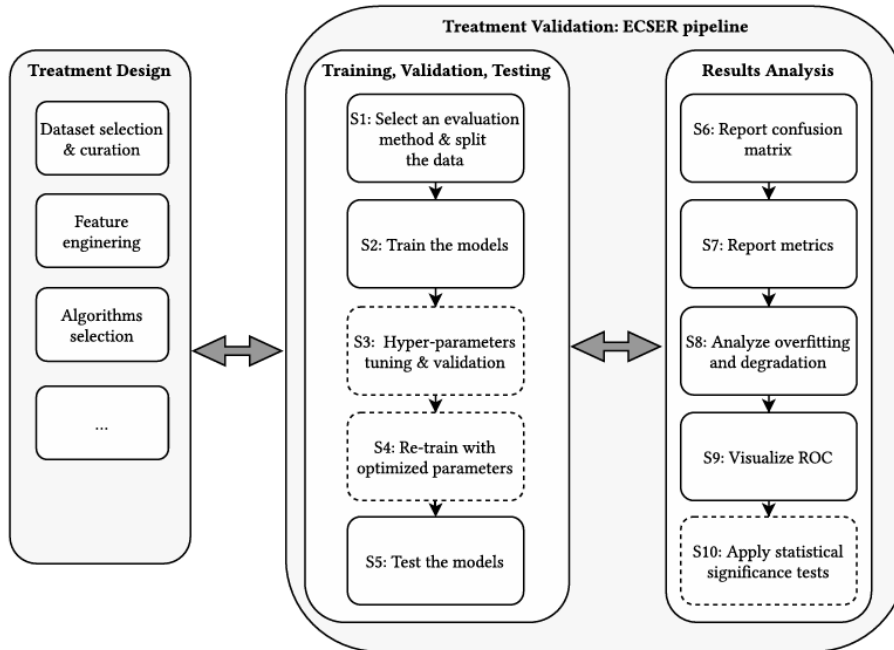 Treatment Validation: ECSER pipeline
Treatment Design
Dataset selection
& curation
Feature
enginering
Algorithms
selection
...
Training, Validation, Testing
S1: Select an evaluation
method & split
the data
S2: Train the models
S3: Hyper-parameters
tuning & validation
S4: Re-train with
optimized parameters
S5: Test the models
Results Analysis
S6: Report confusion
matrix
S7: Report metrics
S8: Analyze overfitting
and degradation
S9: Visualize ROC
S10: Apply statistical
significance tests